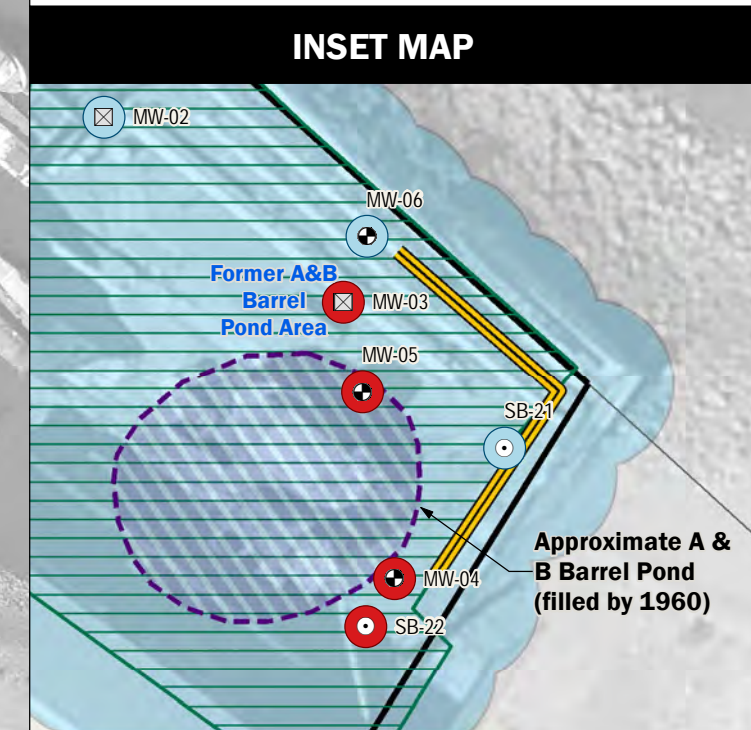 INSET MAP
MW-02
MW-06
Former A&B
Barrel
Pond Area
MW-03
MW-05
SB-21
Approximate A &
B Barrel Pond
(filled by 1960)
MW-04
SB-22